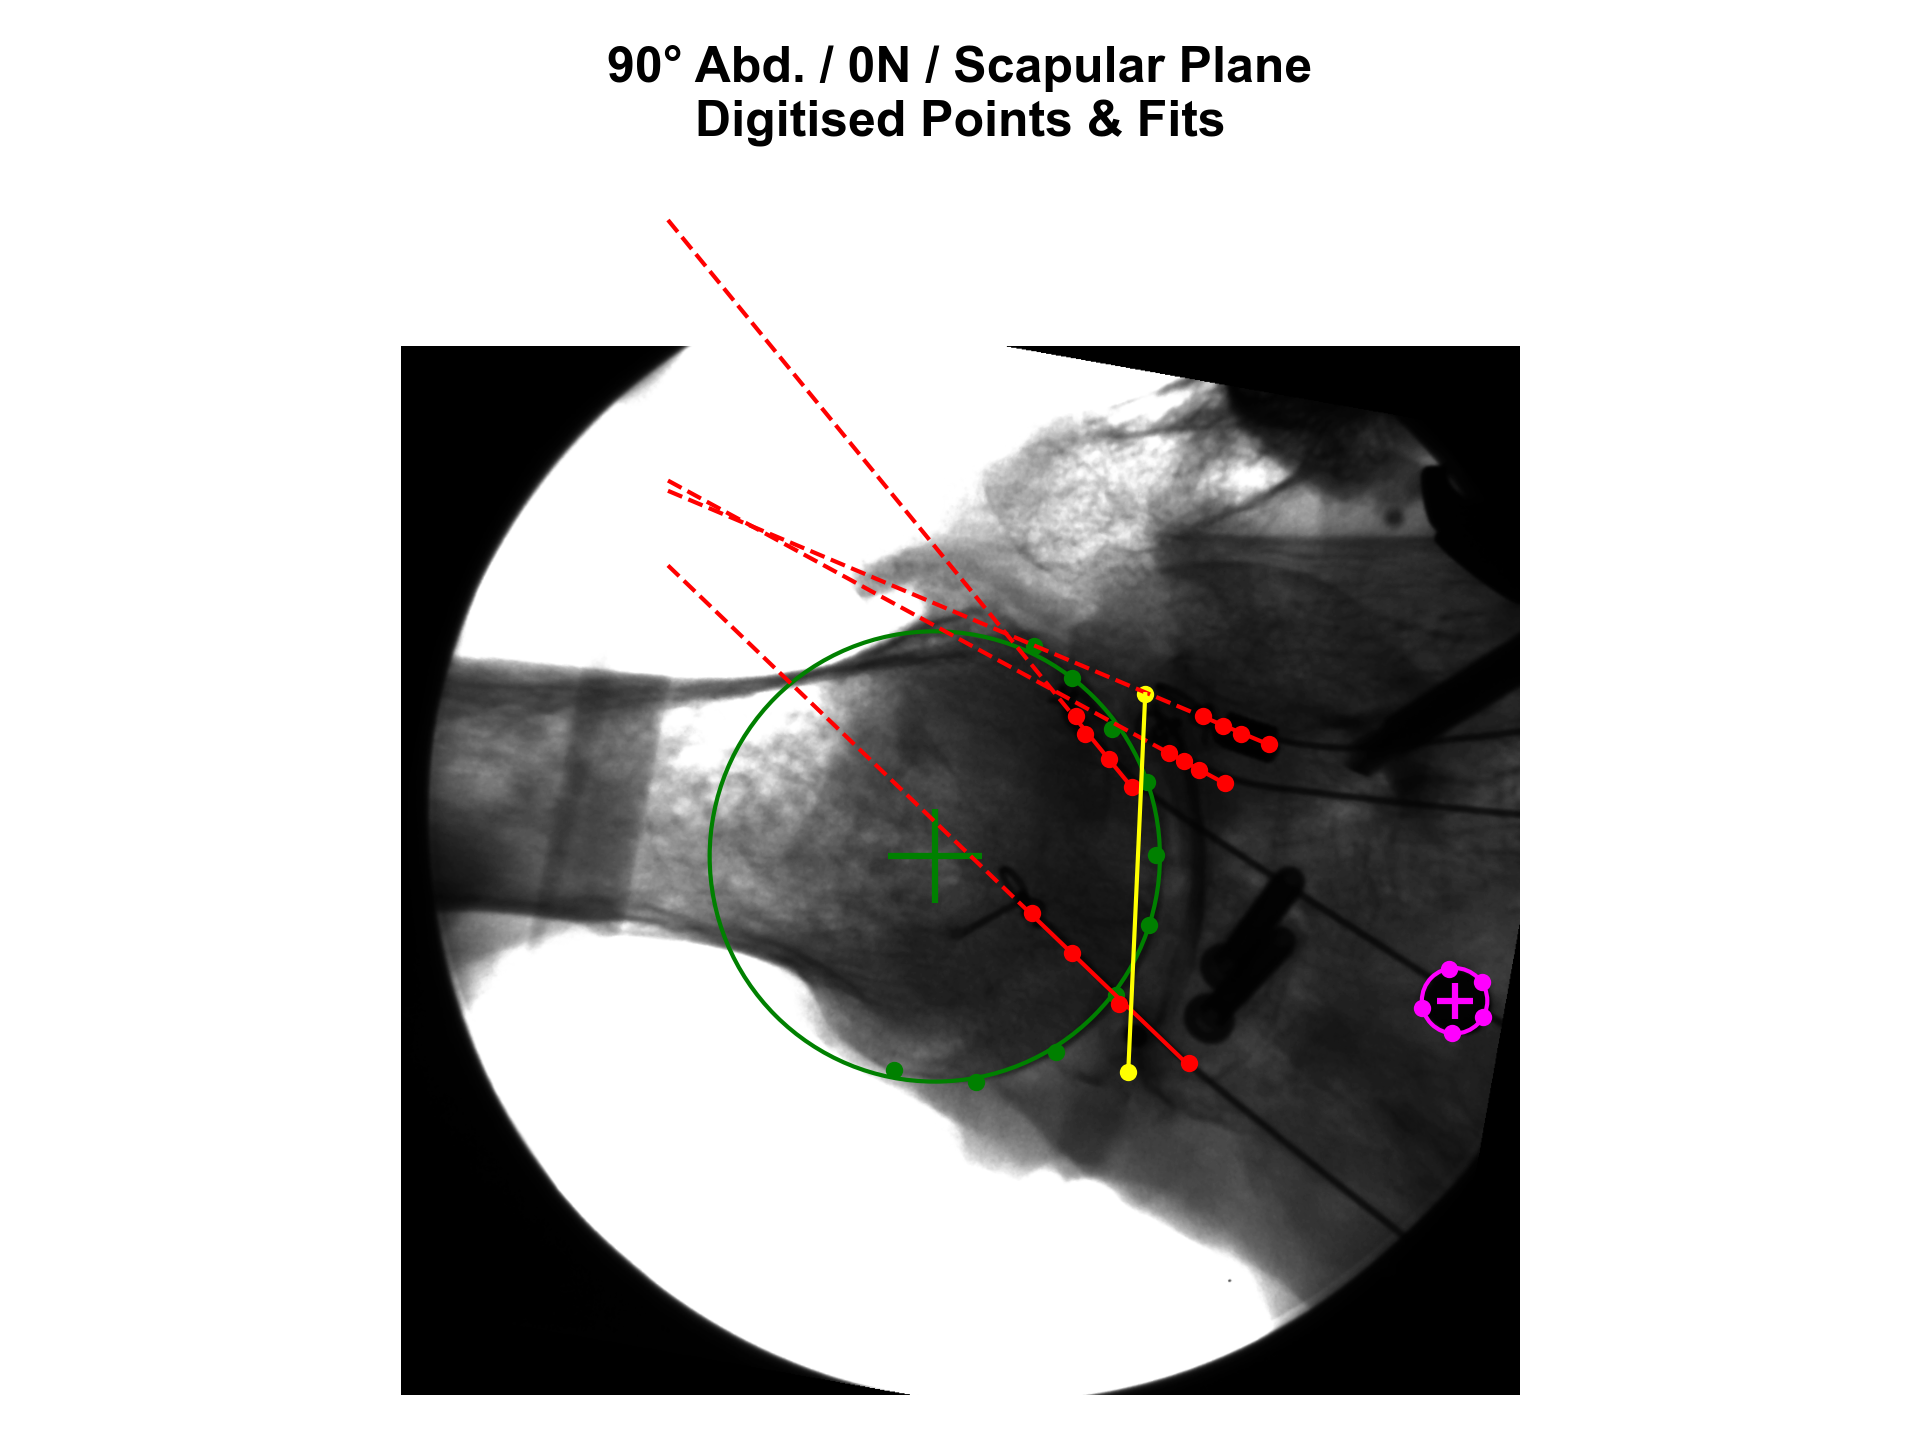 90° Abd. / 0N / Scapular Plane
Digitised Points & Fits